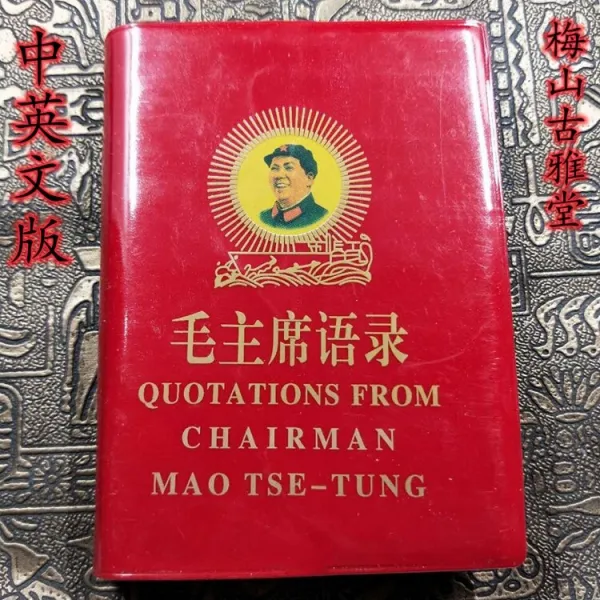 中英文版
梅山古雅堂
毛主席语录
QUOTATIONS FROM
CHAIRMAN
MAO TSE-TUNG